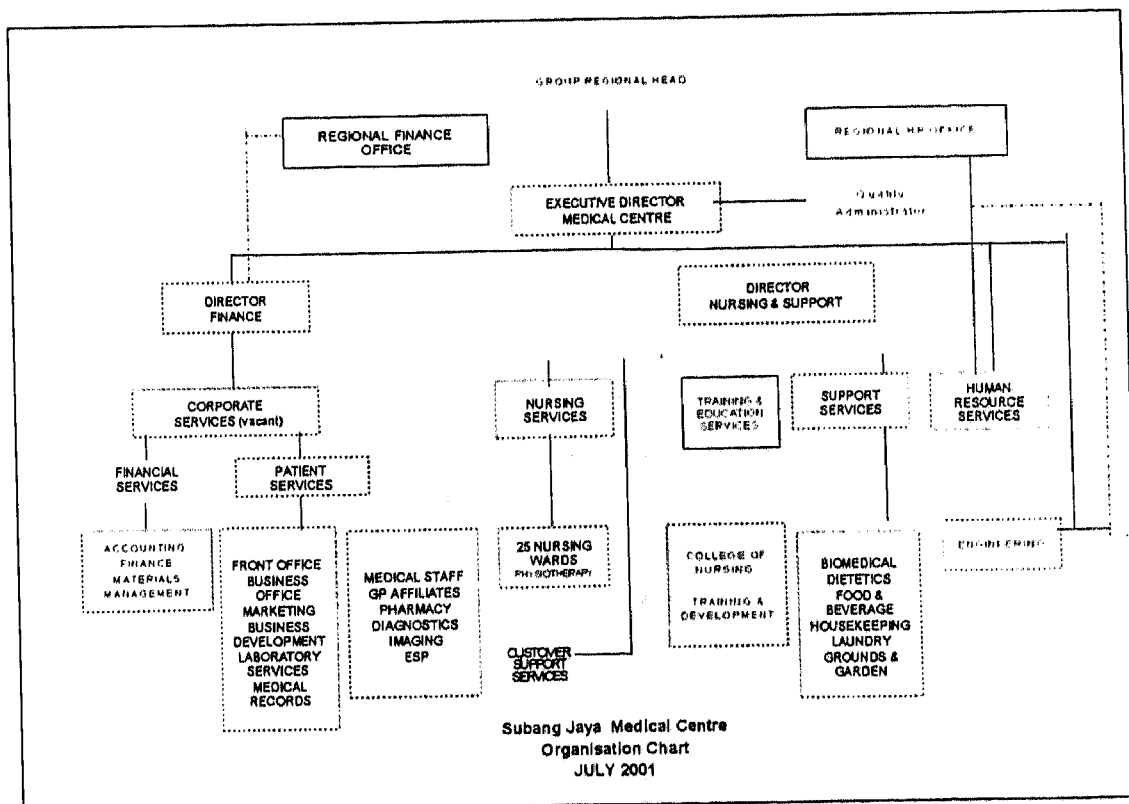 GROUP REGIONAL HEAD
REGIONAL FINANCE
OFFICE
REGIONAL HR OFFICE
EXECUTIVE DIRECTOR
MEDICAL CENTRE
Quality
Administrator
DIRECTOR
FINANCE
DIRECTOR
NURSING & SUPPORT
CORPORATE
SERVICES (vacant)
NURSING
SERVICES
TRAINING &
EDUCATION
SERVICES
SUPPORT
SERVICES
HUMAN
RESOURCE
SERVICES
FINANCIAL
SERVICES
PATIENT
SERVICES
ACCOUNTING
FINANCE
MATERIALS
MANAGEMENT
FRONT OFFICE
BUSINESS
OFFICE
MARKETING
BUSINESS
DEVELOPMENT
LABORATORY
SERVICES
MEDICAL
RECORDS
MEDICAL STAFF
GP AFFILIATES
PHARMACY
DIAGNOSTICS
IMAGING
ESP
25 NURSING
WARDS
PHYSIOTHERAPY
CUSTOMER
SUPPORT
SERVICES
COLLEGE OF
NURSING
TRAINING &
DEVELOPMENT
BIOMEDICAL
DIETETICS
FOOD &
BEVERAGE
HOUSEKEEPING
LAUNDRY
GROUNDS &
GARDEN
ENGINEERING
Subang Jaya Medical Centre
Organisation Chart
JULY 2001